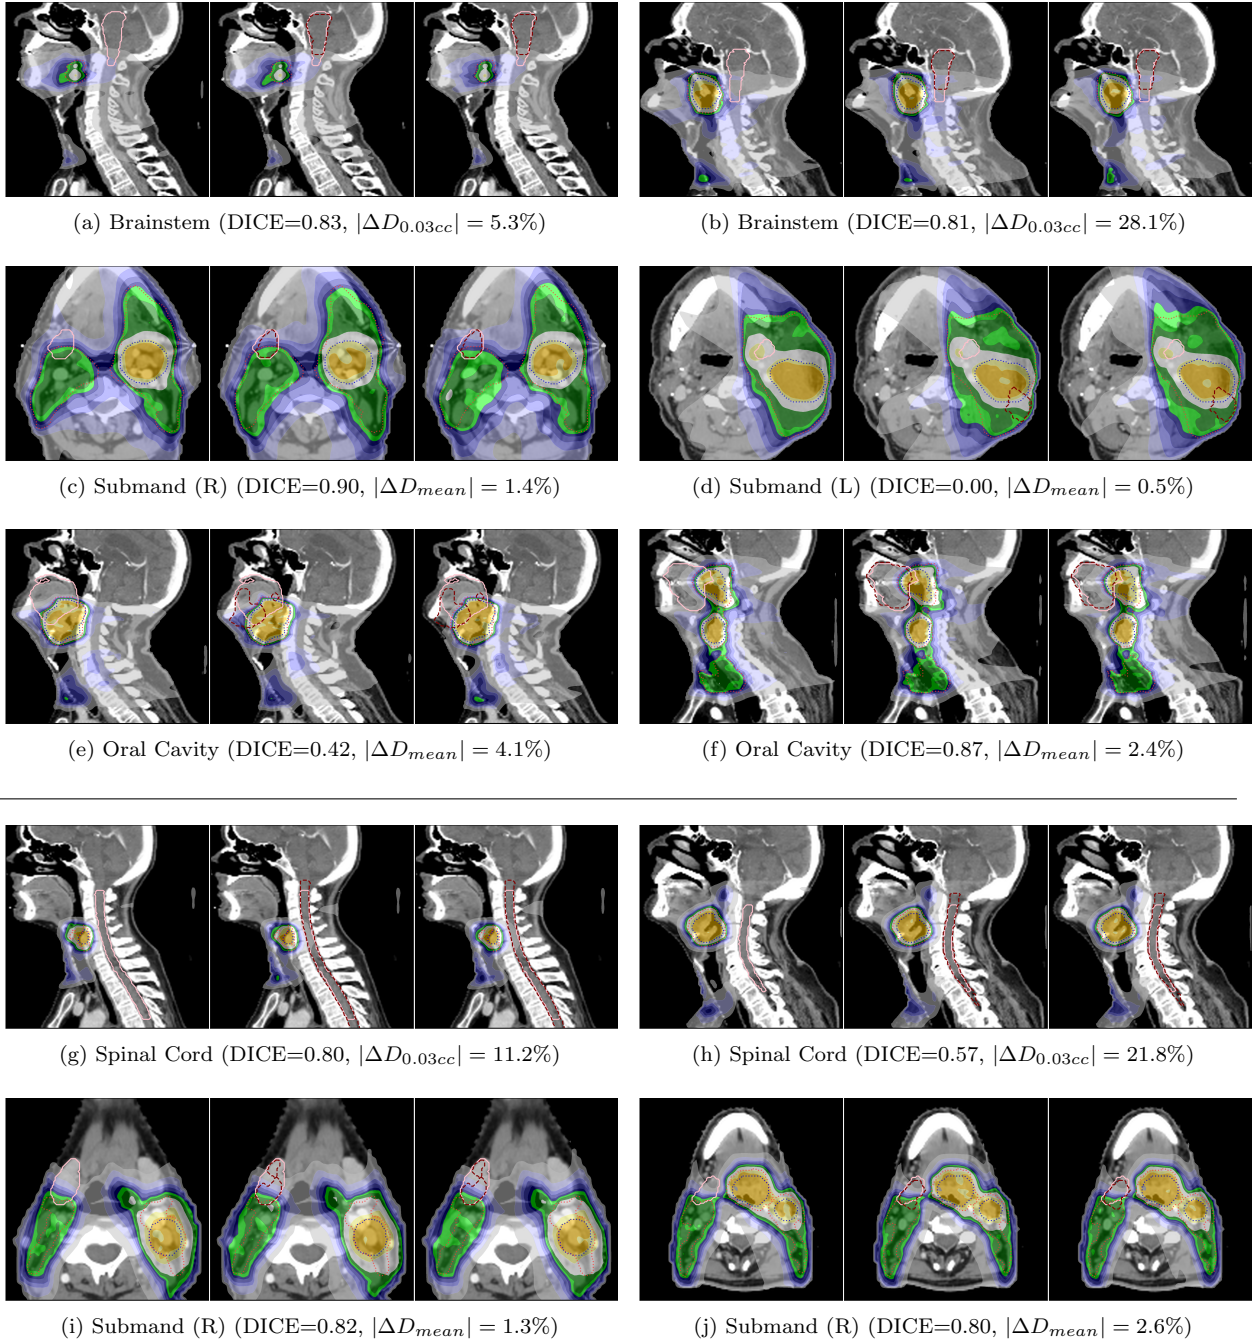 (a) Brainstem (DICE=0.83, |ΔD0.03cc| = 5.3%)
(b) Brainstem (DICE=0.81, |ΔD0.03cc| = 28.1%)
(c) Submand (R) (DICE=0.90, |ΔDmean| = 1.4%)
(d) Submand (L) (DICE=0.00, |ΔDmean| = 0.5%)
(e) Oral Cavity (DICE=0.42, |ΔDmean| = 4.1%)
(f) Oral Cavity (DICE=0.87, |ΔDmean| = 2.4%)
(g) Spinal Cord (DICE=0.80, |ΔD0.03cc| = 11.2%)
(h) Spinal Cord (DICE=0.57, |ΔD0.03cc| = 21.8%)
(i) Submand (R) (DICE=0.82, |ΔDmean| = 1.3%)
(j) Submand (R) (DICE=0.80, |ΔDmean| = 2.6%)